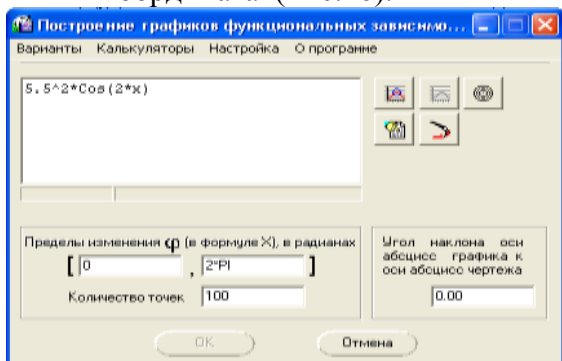 Построение графиков функциональных зависимо...
Варианты Калькуляторы Настройка О программе
5.5^2*Cos(2*x)
Пределы изменения φ (в формуле X), в радианах
[ 0 , 2*PI ]
Количество точек 100
Угол наклона оси
абсцисс графика к
оси абсцисс чертежа
0.00
OK Отмена